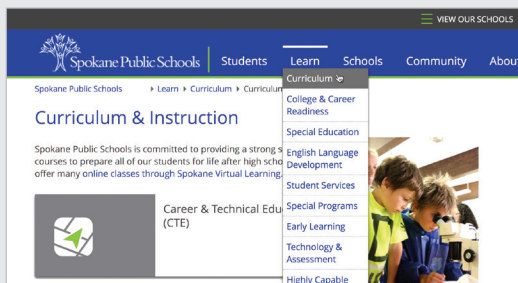 VIEW OUR SCHOOLS
Spokane Public Schools
Students Learn Schools Community About
Spokane Public Schools Learn Curriculum Curriculum
Curriculum
College & Career
Readiness
Special Education
English Language
Development
Student Services
Special Programs
Early Learning
Technology &
Assessment
Highly Capable
Curriculum & Instruction
Spokane Public Schools is committed to providing a strong
courses to prepare all of our students for life after high
offer many online classes through Spokane Virtual Learning.
Career & Technical
(CTE)